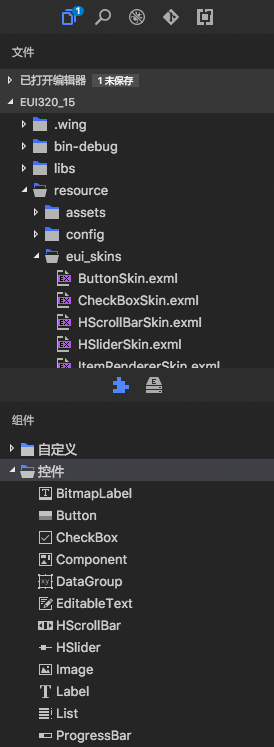 1
文件
已打开编辑器 1 未保存
EUI320_15
.wing
bin-debug
libs
resource
assets
config
eui_skins
ButtonSkin.exml
CheckBoxSkin.exml
HScrollBarSkin.exml
HSliderSkin.exml
ItemRendererSkin.exml
组件
自定义
控件
BitmapLabel
Button
CheckBox
Component
DataGroup
EditableText
HScrollBar
HSlider
Image
Label
List
ProgressBar